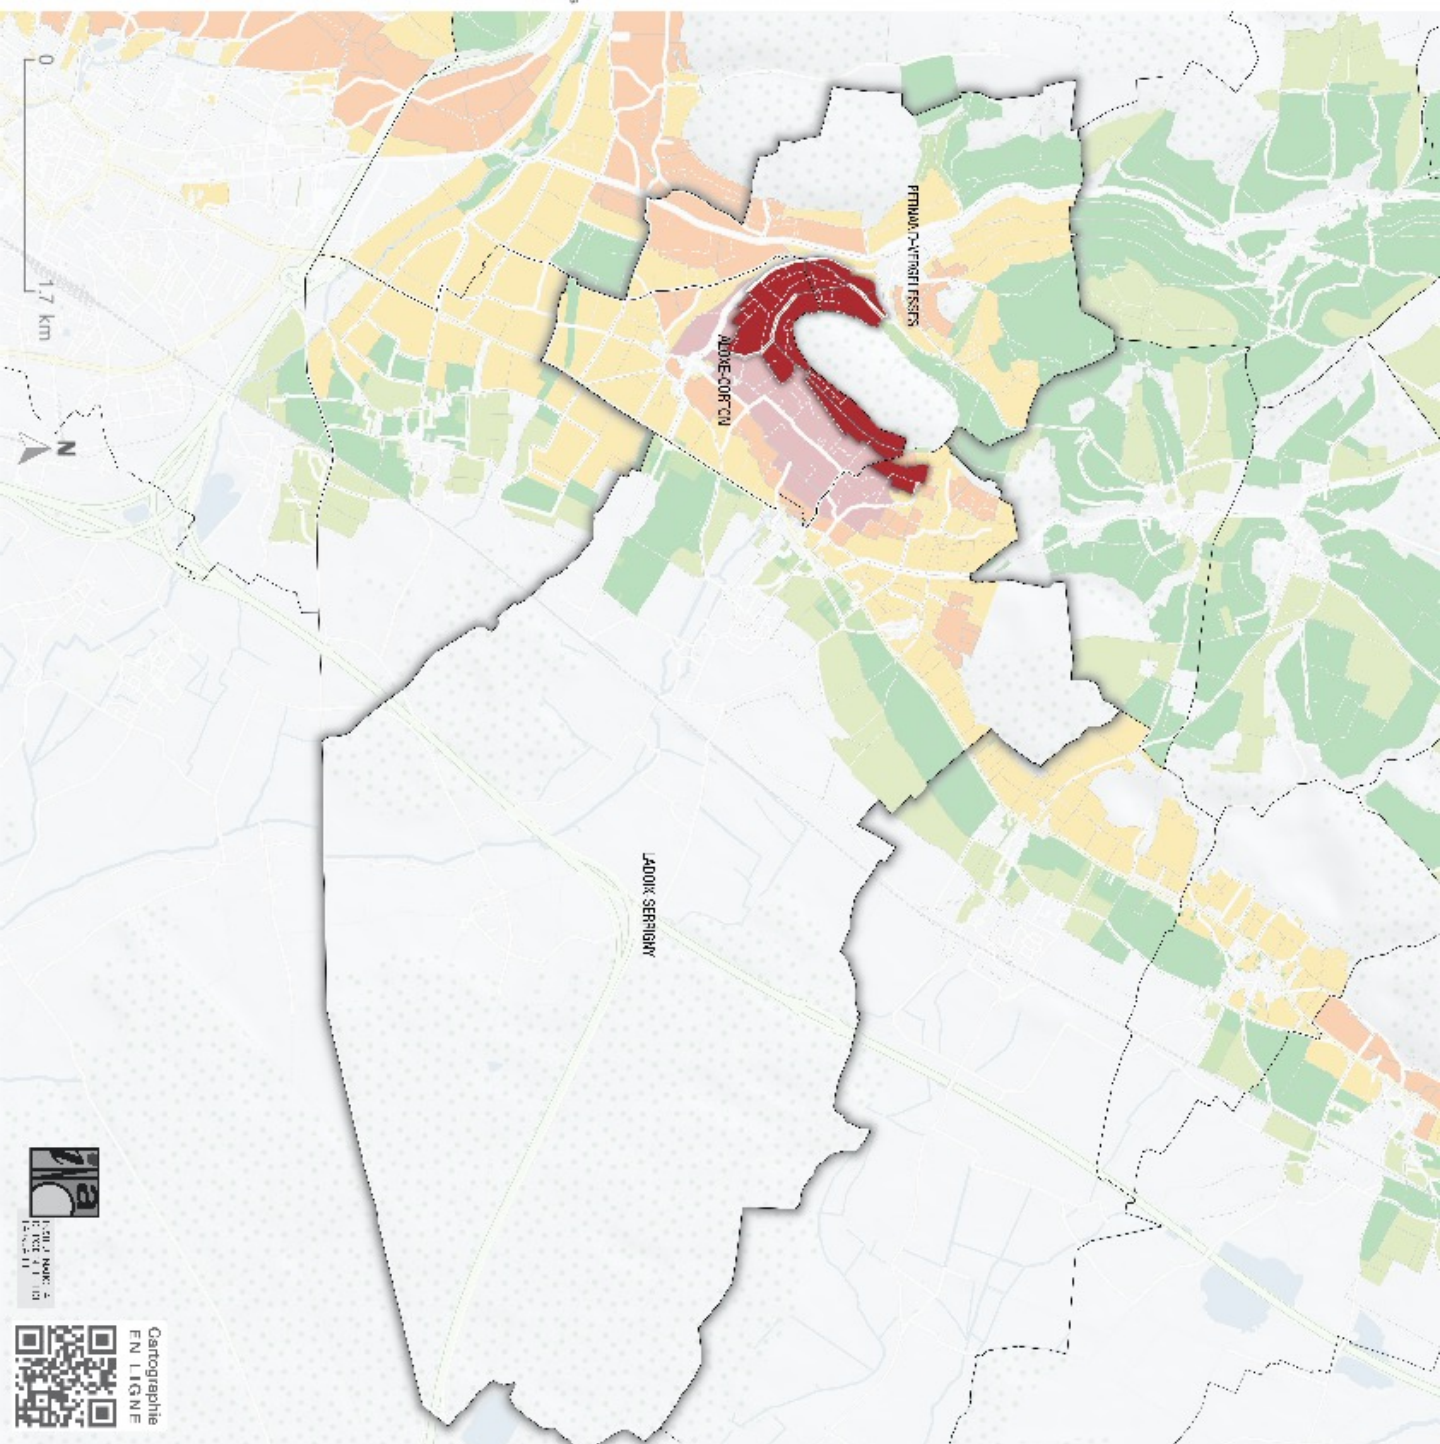 PERNAND-VERGELESSES
ALOXE-CORTON
LADOIX SERRIGNY
0
1.7 km
N
Cartographie
EN LIGNE